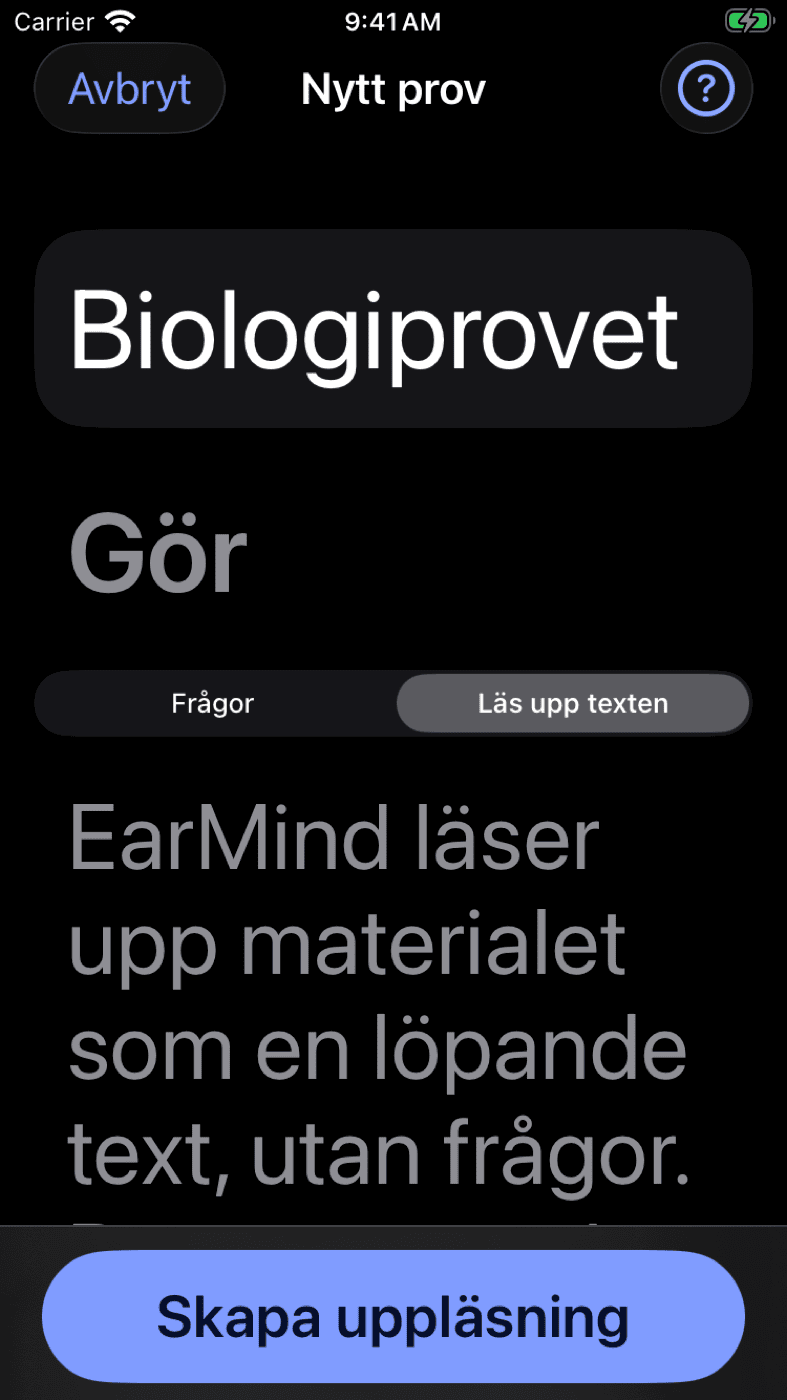 Carrier 9:41 AM
Avbryt Nytt prov ?
Biologiprovet
Gör
Frågor Läs upp texten
EarMind läser
upp materialet
som en löpande
text, utan frågor.
Skapa uppläsning